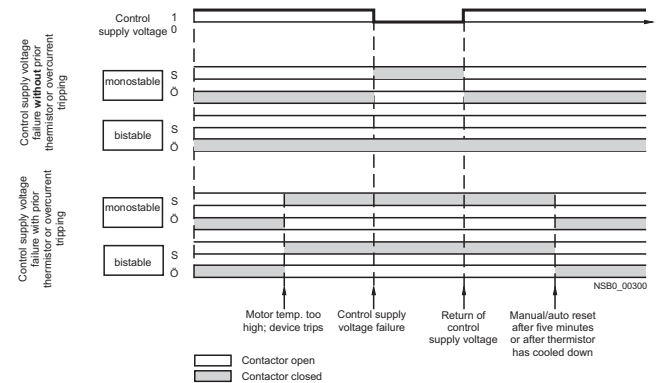 Control supply voltage
1
0
Control supply voltage
failure without prior
thermistor or overcurrent
tripping
monostable
S
Ö
bistable
S
Ö
Control supply voltage
failure with prior
thermistor or overcurrent
tripping
monostable
S
Ö
bistable
S
Ö
NSB0_00300
Motor temp. too
high; device trips
Control supply
voltage failure
Return of
control
supply voltage
Manual/auto reset
after five minutes
or after thermistor
has cooled down
Contactor open
Contactor closed